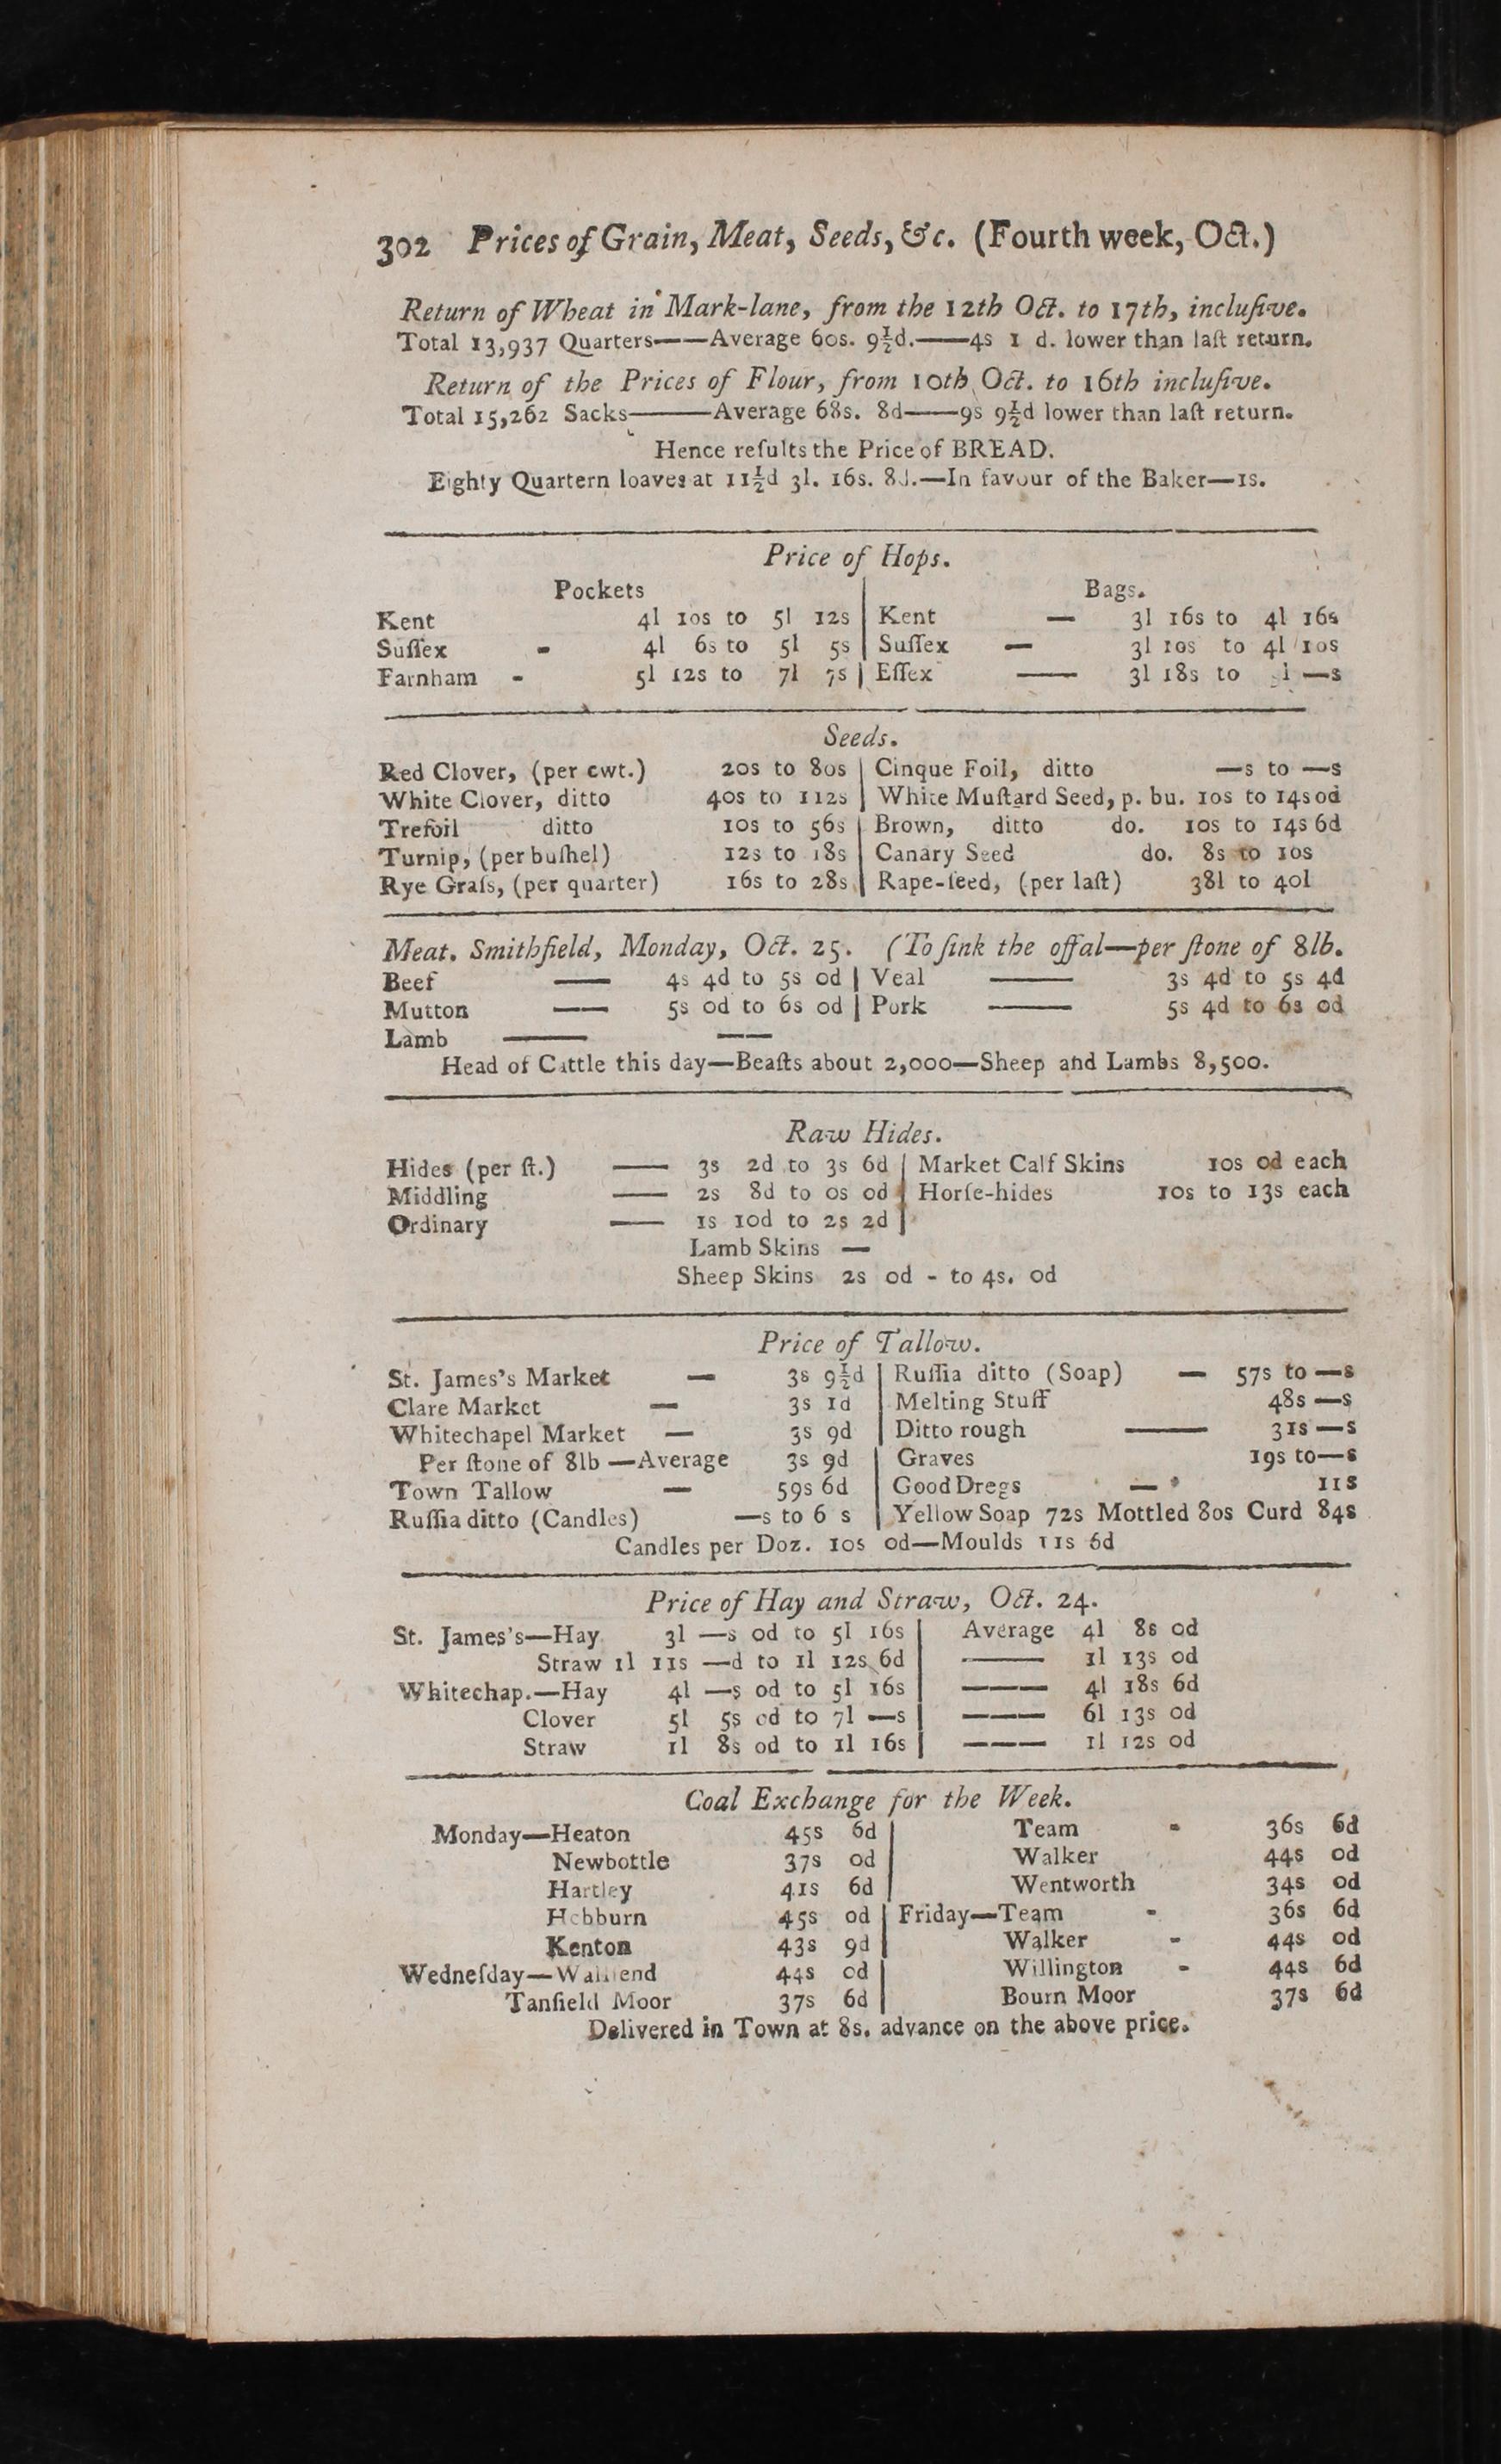 302 Prices of Grain, Meat, Seeds, &c. (Fourth week, Oct.)
Return of Wheat in Mark-lane, from the 12th Oct. to 17th, incluſive.
Total 13,937 Quarters——Average 60s. 9½d.——4s 1 d. lower than laſt return.
Return of the Prices of Flour, from 10th Oct. to 16th incluſive.
Total 15,262 Sacks———Average 68s. 8d——9s 9½d lower than laſt return.
Hence reſults the Price of BREAD.
Eighty Quartern loaves at 11½d 3l. 16s. 8d.—In favour of the Baker—1s.
Price of Hops.
Pockets Bags.
Kent 4l 10s to 5l 12s | Kent — 3l 16s to 4l 16s
Suſſex - 4l 6s to 5l 5s | Suſſex — 3l 10s to 4l 10s
Farnham - 5l 12s to 7l 7s | Eſſex —— 3l 18s to l —s
Seeds.
Red Clover, (per cwt.) 20s to 80s | Cinque Foil, ditto —s to —s
White Clover, ditto 40s to 112s | White Muſtard Seed, p. bu. 10s to 14s 0d
Trefoil ditto 10s to 56s | Brown, ditto do. 10s to 14s 6d
Turnip, (per buſhel) 12s to 18s | Canary Seed do. 8s to 10s
Rye Graſs, (per quarter) 16s to 28s | Rape-ſeed, (per laſt) 38l to 40l
Meat. Smithfield, Monday, Oct. 25. (To ſink the offal—per ſtone of 8lb.
Beef —— 4s 4d to 5s 0d | Veal —— 3s 4d to 5s 4d
Mutton —— 5s 0d to 6s 0d | Pork —— 5s 4d to 6s 0d
Lamb —— ——
Head of Cattle this day—Beaſts about 2,000—Sheep and Lambs 8,500.
Raw Hides.
Hides (per ſt.) —— 3s 2d to 3s 6d | Market Calf Skins 10s 0d each
Middling —— 2s 8d to 0s 0d | Horſe-hides 10s to 13s each
Ordinary —— 1s 10d to 2s 2d |
Lamb Skins —
Sheep Skins 2s 0d - to 4s. 0d
Price of Tallow.
St. James's Market — 3s 9½d | Ruſſia ditto (Soap) — 57s to —s
Clare Market — 3s 1d | Melting Stuff 48s —s
Whitechapel Market — 3s 9d | Ditto rough —— 31s —s
Per ſtone of 8lb —Average 3s 9d | Graves 19s to—s
Town Tallow — 59s 6d | Good Dregs — 11s
Ruſſia ditto (Candles) —s to 6 s | Yellow Soap 72s Mottled 80s Curd 84s
Candles per Doz. 10s 0d—Moulds 11s 6d
Price of Hay and Straw, Oct. 24.
St. James's—Hay 3l —s 0d to 5l 16s | Average 4l 8s 0d
Straw 1l 11s —d to 1l 12s 6d | —— 1l 13s 0d
Whitechap.—Hay 4l —s 0d to 5l 16s | ——— 4l 18s 6d
Clover 5l 5s 0d to 7l —s | ——— 6l 13s 0d
Straw 1l 8s 0d to 1l 16s | ——— 1l 12s 0d
Coal Exchange for the Week.
Monday—Heaton 45s 6d | Team - 36s 6d
Newbottle 37s 0d | Walker 44s 0d
Hartley 41s 6d | Wentworth 34s 0d
Hebburn 45s 0d | Friday—Team - 36s 6d
Kenton 43s 9d | Walker - 44s 0d
Wedneſday—Wallſend 44s 0d | Willington - 44s 6d
Tanfield Moor 37s 6d | Bourn Moor 37s 6d
Delivered in Town at 8s. advance on the above price.